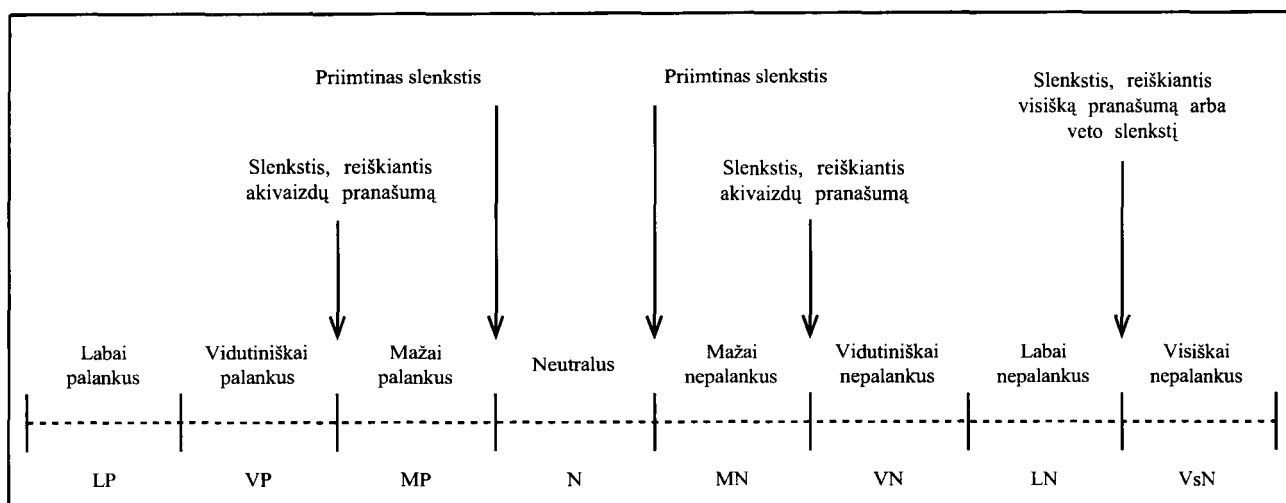 Priimtinas slenkstis
Priimtinas slenkstis
Slenkstis, reiškiantis
visišką pranašumą arba
veto slenkstį
Slenkstis, reiškiantis
akivaizdų pranašumą
Slenkstis, reiškiantis
akivaizdų pranašumą
Labai
palankus
Vidutiniškai
palankus
Mažai
palankus
Neutralus
Mažai
nepalankus
Vidutiniškai
nepalankus
Labai
nepalankus
Visiškai
nepalankus
LP
VP
MP
N
MN
VN
LN
VsN